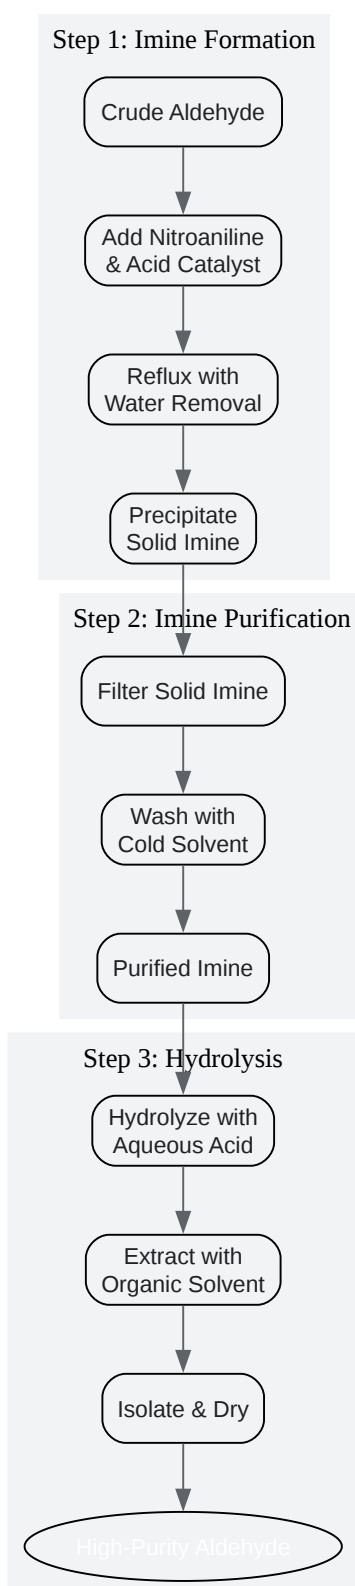 Step 1: Imine Formation
Crude Aldehyde
Add Nitroaniline
& Acid Catalyst
Reflux with
Water Removal
Precipitate
Solid Imine
Step 2: Imine Purification
Filter Solid Imine
Wash with
Cold Solvent
Purified Imine
Step 3: Hydrolysis
Hydrolyze with
Aqueous Acid
Extract with
Organic Solvent
Isolate & Dry
High-Purity Aldehyde